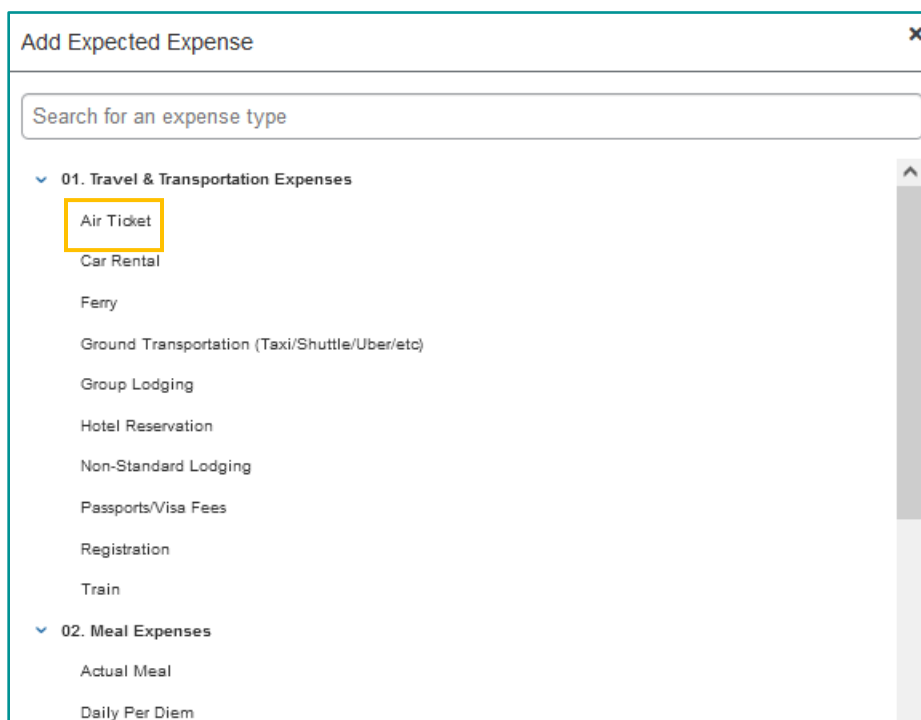 Add Expected Expense
Search for an expense type
01. Travel & Transportation Expenses
Air Ticket
Car Rental
Ferry
Ground Transportation (Taxi/Shuttle/Uber/etc)
Group Lodging
Hotel Reservation
Non-Standard Lodging
Passports/Visa Fees
Registration
Train
02. Meal Expenses
Actual Meal
Daily Per Diem